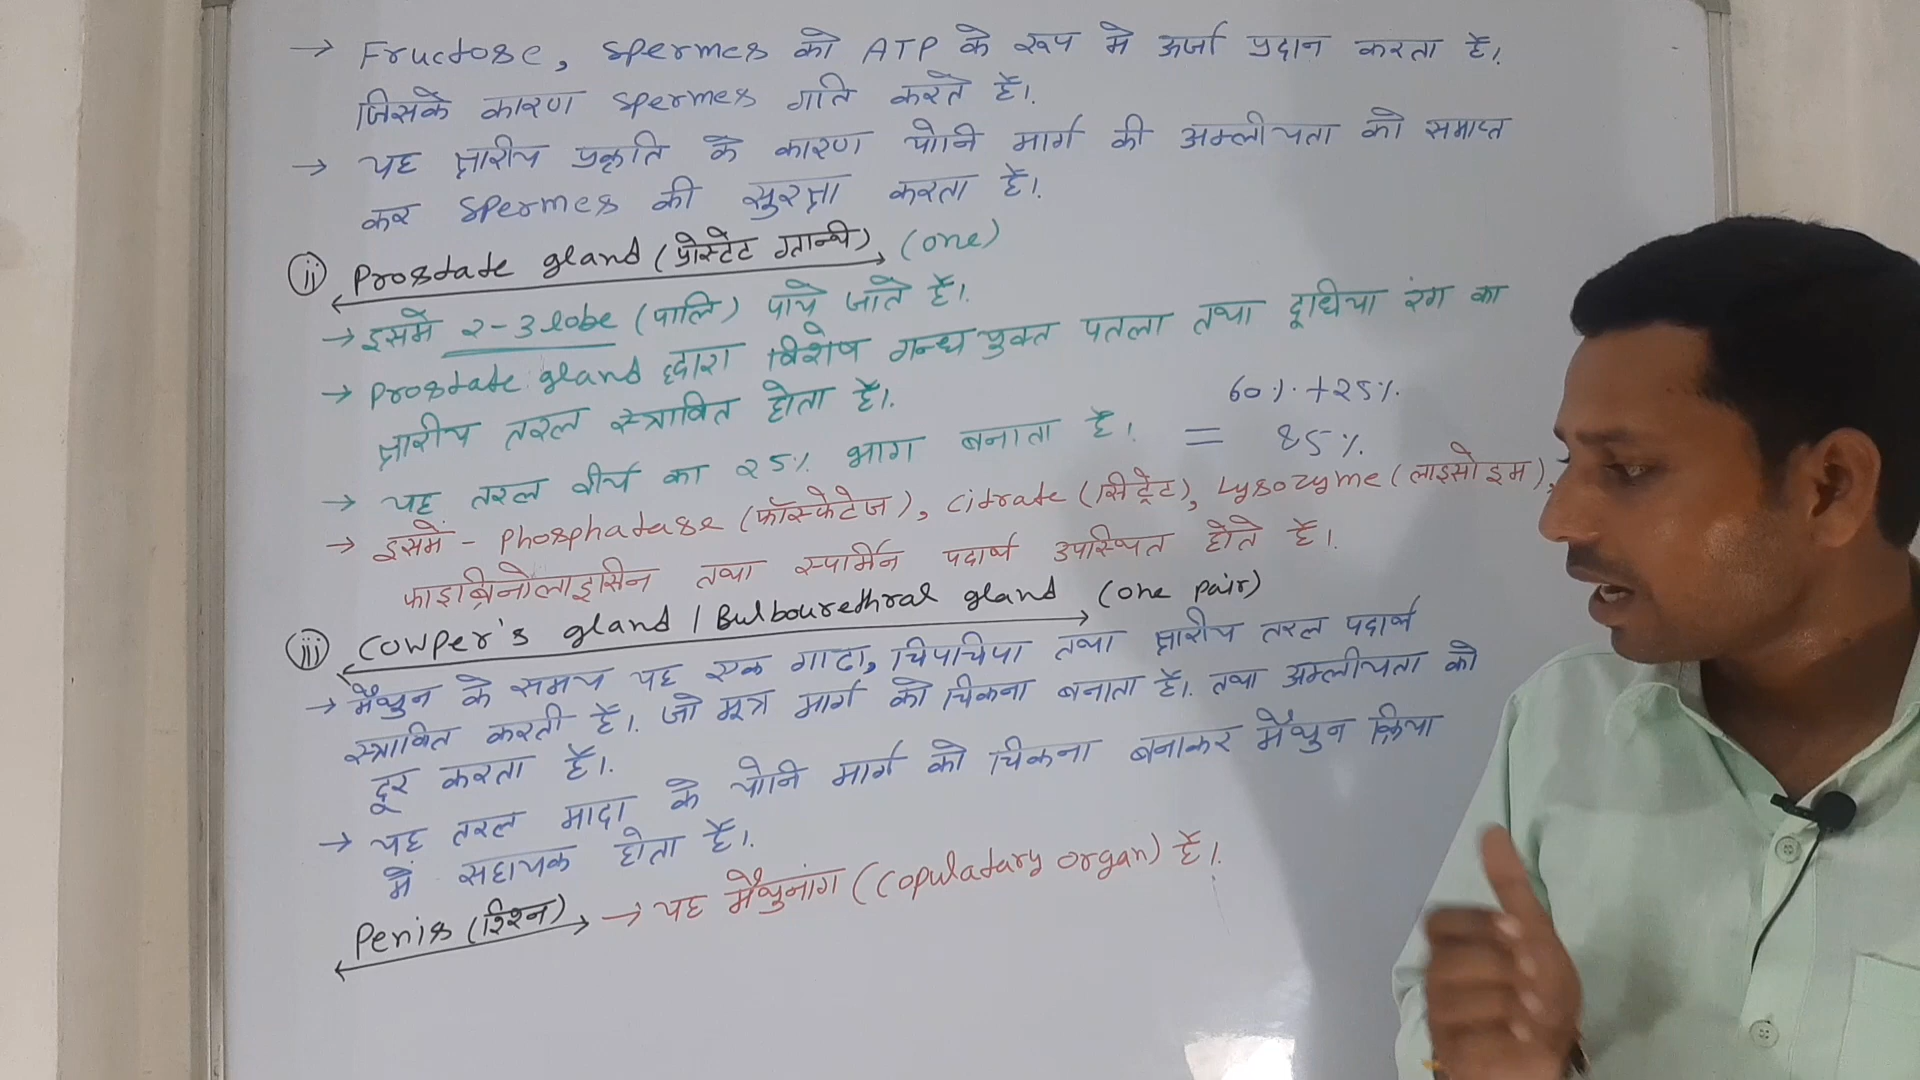 → Fructose, spermes को ATP के रूप मे ऊर्जा प्रदान करता है।
जिसके कारण spermes गति करते हैं।
→ यह क्षारीय प्रकृति के कारण योनि मार्ग की अम्लीयता को समाप्त
कर spermes की सुरक्षा करता है।
(ii) Prostate gland (प्रोस्टेट ग्रान्थी) (one)
→ इसमें 2-3 lobe (पालि) पाये जाते हैं।
→ Prostate gland द्वारा विशेष गन्धयुक्त पतला तथा दूधिया रंग का
क्षारीय तरल स्त्रावित होता है।
→ यह तरल वीर्य का 25% भाग बनाता है। = 85%
60% + 25%
→ इसमें - Phosphatase (फॉस्फेटेज), Citrate (सिट्रेट), Lysozyme (लाइसोइम),
फाइब्रिनोलाइसिन तथा स्पर्मिन पदार्थ उपस्थित होते है।
(iii) Cowper's gland / Bulbourethral gland (one pair)
→ मैथुन के समय यह एक गाढा, चिपचिपा तथा क्षारीय तरल पदार्थ
स्त्रावित करती हैं। जो मूत्र मार्ग को चिकना बनाता है। तथा अम्लीयता को
दूर करता हैं।
→ यह तरल मादा के योनि मार्ग को चिकना बनाकर मैथुन क्रिया
में सहायक होता हैं।
Penis (शिश्न) → यह मैथुनांग (Copulatary organ) है।